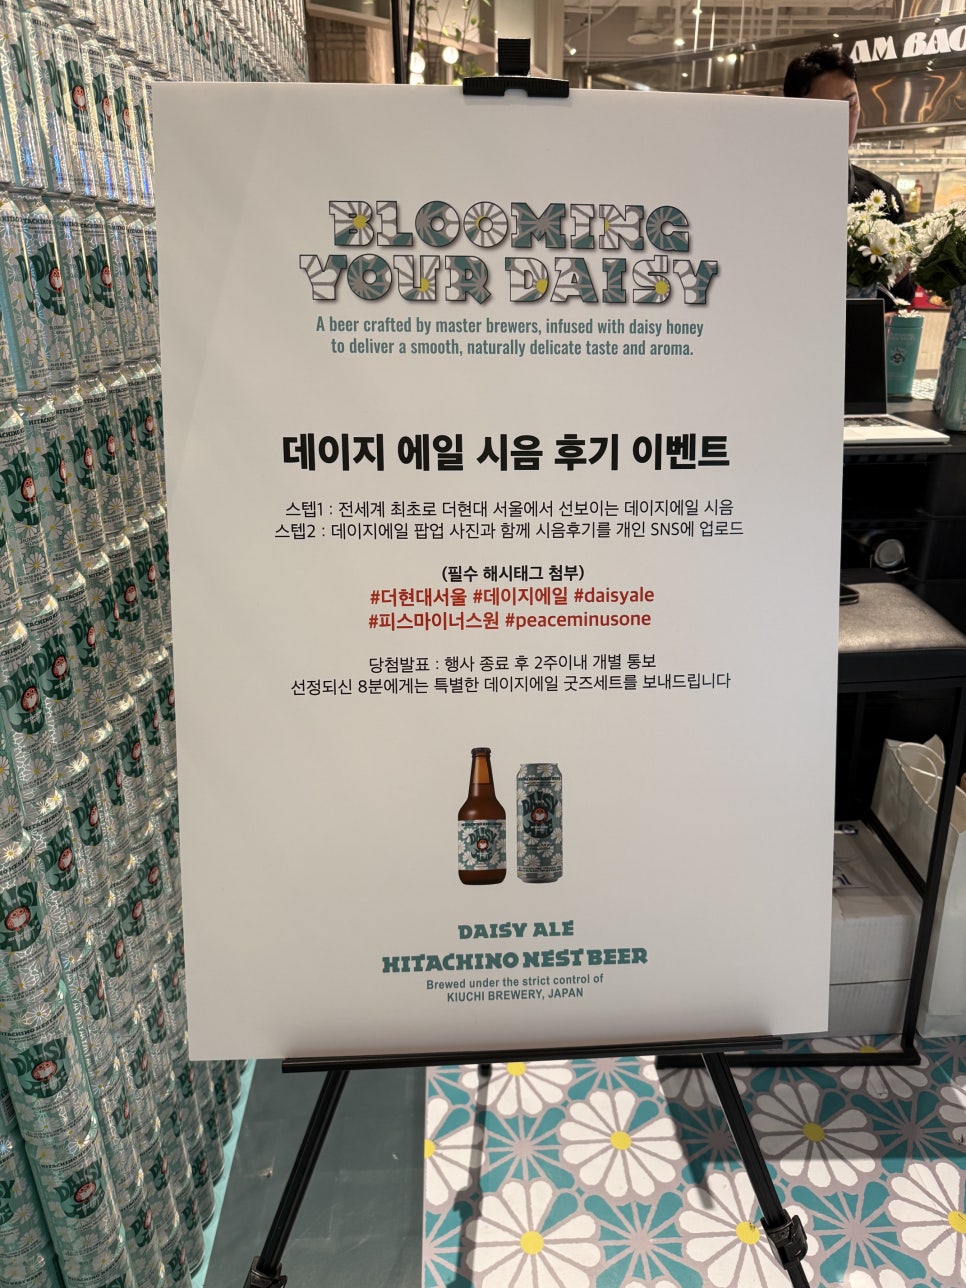 BLOOMING
YOUR DAISY
A beer crafted by master brewers, infused with daisy honey
to deliver a smooth, naturally delicate taste and aroma.
데이지 에일 시음 후기 이벤트
스텝1 : 전세계 최초로 더현대 서울에서 선보이는 데이지에일 시음
스텝2 : 데이지에일 팝업 사진과 함께 시음후기를 개인 SNS에 업로드
(필수 해시태그 첨부)
#더현대서울 #데이지에일 #daisyale
#피스마이너스원 #peaceminusone
당첨발표 : 행사 종료 후 2주이내 개별 통보
선정되신 8분에게는 특별한 데이지에일 굿즈세트를 보내드립니다
DAISY ALE
HITACHINO NEST BEER
Brewed under the strict control of
KIUCHI BREWERY, JAPAN